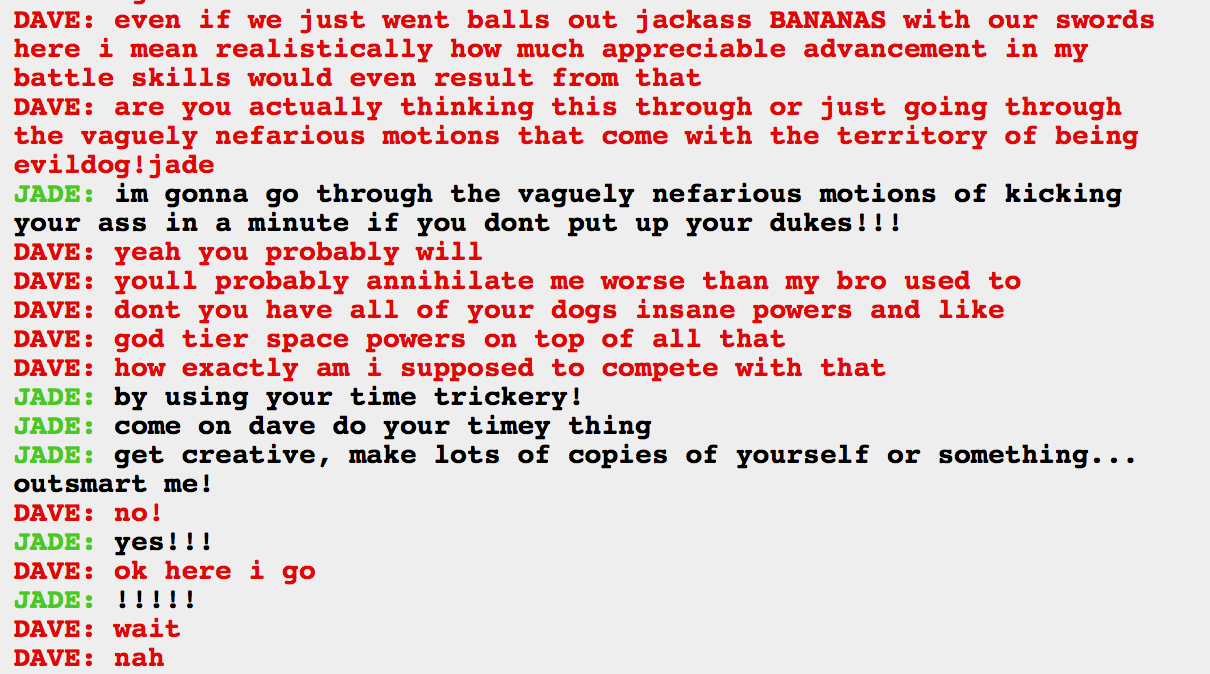 DAVE: even if we just went balls out jackass BANANAS with our swords
here i mean realistically how much appreciable advancement in my
battle skills would even result from that
DAVE: are you actually thinking this through or just going through
the vaguely nefarious motions that come with the territory of being
evildog!jade
JADE: im gonna go through the vaguely nefarious motions of kicking
your ass in a minute if you dont put up your dukes!!!
DAVE: yeah you probably will
DAVE: youll probably annihilate me worse than my bro used to
DAVE: dont you have all of your dogs insane powers and like
DAVE: god tier space powers on top of all that
DAVE: how exactly am i supposed to compete with that
JADE: by using your time trickery!
JADE: come on dave do your timey thing
JADE: get creative, make lots of copies of yourself or something...
outsmart me!
DAVE: no!
JADE: yes!!!
DAVE: ok here i go
JADE: !!!!!
DAVE: wait
DAVE: nah